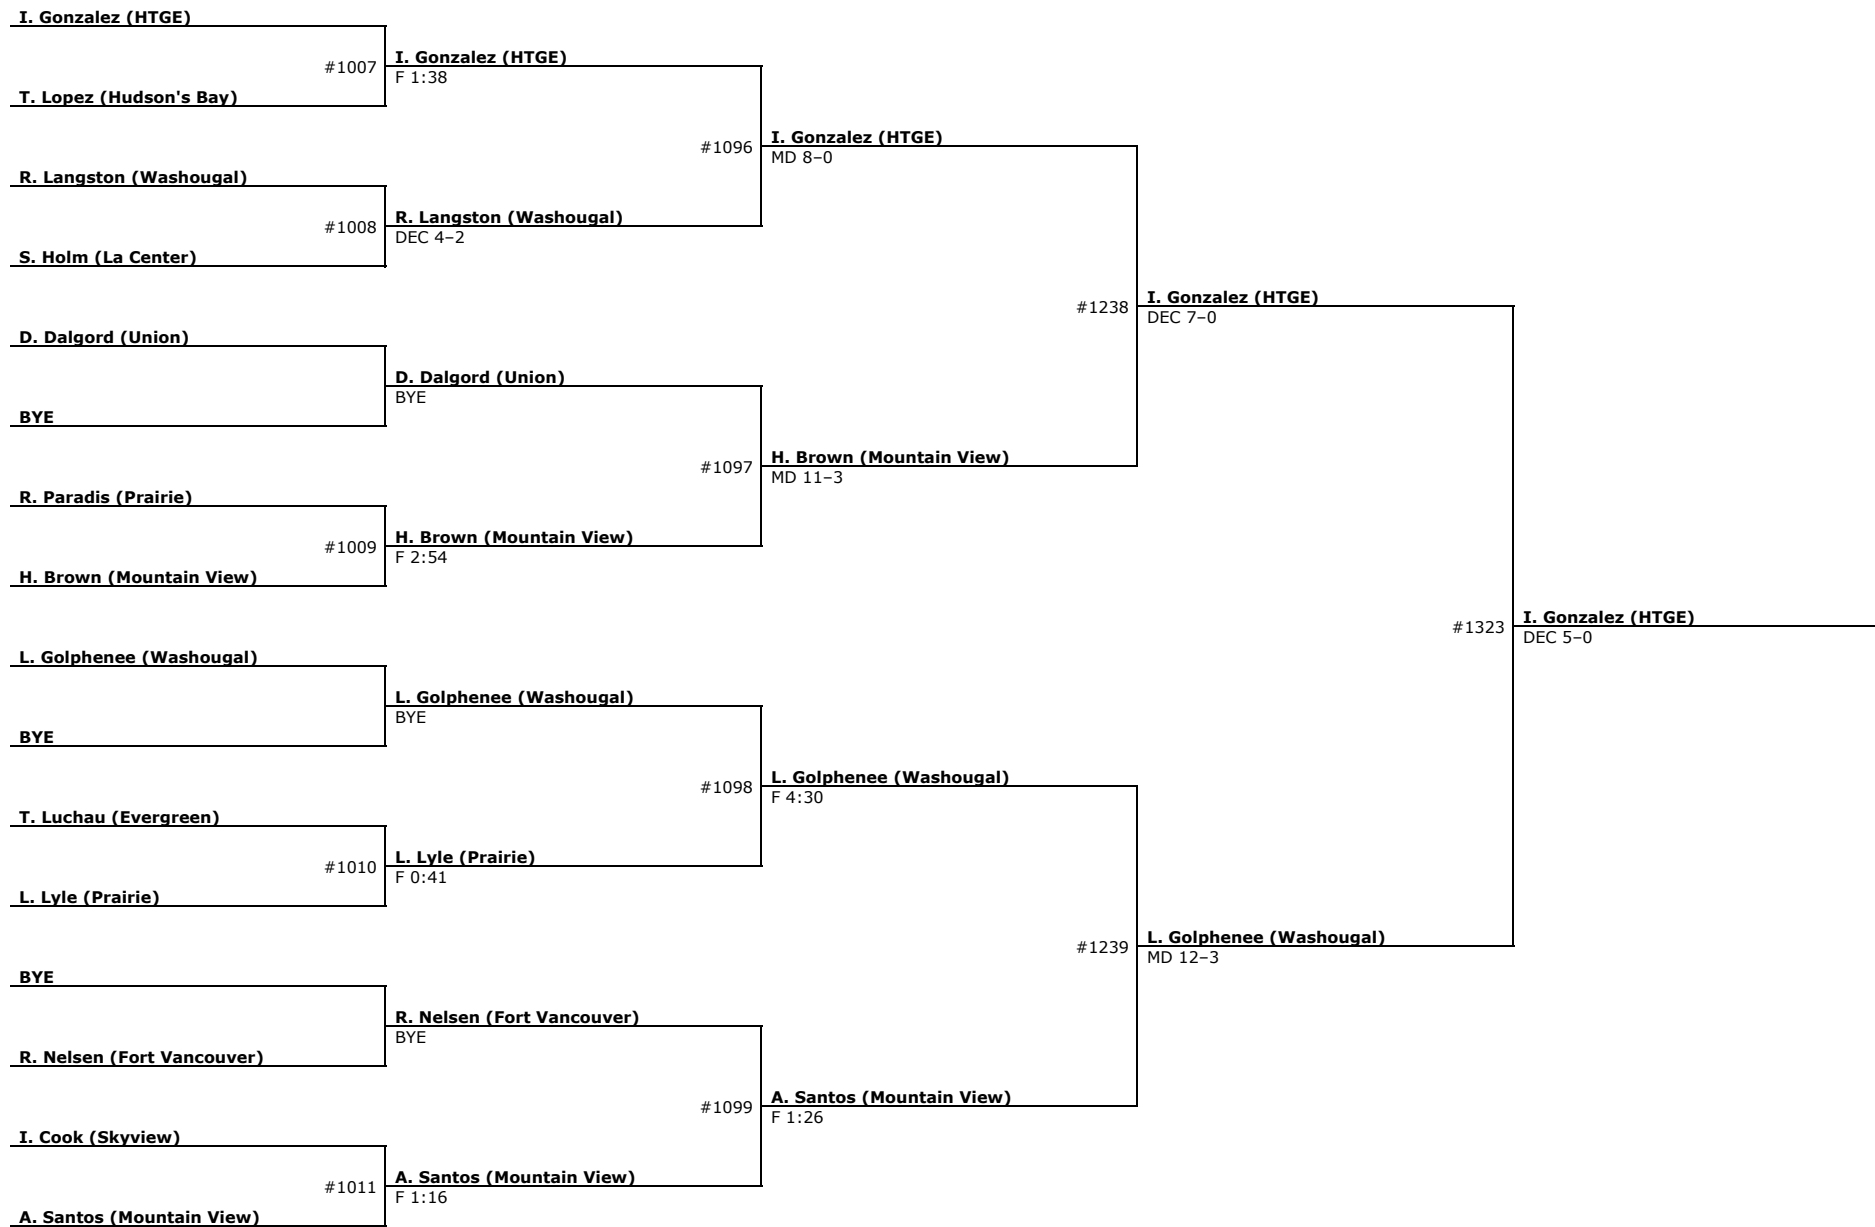 I. Gonzalez (HTGE)
#1007
T. Lopez (Hudson's Bay)
R. Langston (Washougal)
#1008
S. Holm (La Center)
D. Dalgord (Union)
BYE
R. Paradis (Prairie)
#1009
H. Brown (Mountain View)
L. Golphenee (Washougal)
BYE
T. Luchau (Evergreen)
#1010
L. Lyle (Prairie)
BYE
R. Nelsen (Fort Vancouver)
I. Cook (Skyview)
#1011
A. Santos (Mountain View)
I. Gonzalez (HTGE)
F 1:38
#1096
R. Langston (Washougal)
DEC 4–2
D. Dalgord (Union)
BYE
#1097
H. Brown (Mountain View)
F 2:54
L. Golphenee (Washougal)
BYE
#1098
L. Lyle (Prairie)
F 0:41
R. Nelsen (Fort Vancouver)
BYE
#1099
A. Santos (Mountain View)
F 1:16
I. Gonzalez (HTGE)
MD 8–0
#1238
H. Brown (Mountain View)
MD 11–3
L. Golphenee (Washougal)
F 4:30
#1239
A. Santos (Mountain View)
F 1:26
I. Gonzalez (HTGE)
DEC 7–0
#1323
L. Golphenee (Washougal)
MD 12–3
I. Gonzalez (HTGE)
DEC 5–0